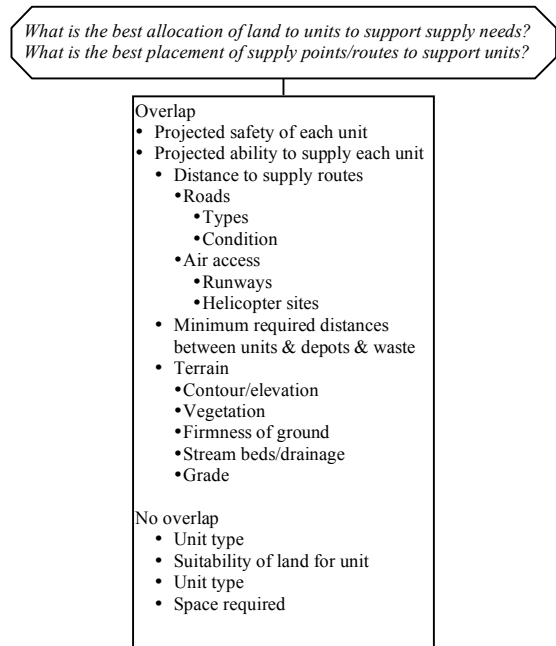 What is the best allocation of land to units to support supply needs?
What is the best placement of supply points/routes to support units?
Overlap
• Projected safety of each unit
• Projected ability to supply each unit
• Distance to supply routes
•Roads
•Types
•Condition
•Air access
•Runways
•Helicopter sites
• Minimum required distances
between units & depots & waste
• Terrain
•Contour/elevation
•Vegetation
•Firmness of ground
•Stream beds/drainage
•Grade
No overlap
• Unit type
• Suitability of land for unit
• Unit type
• Space required